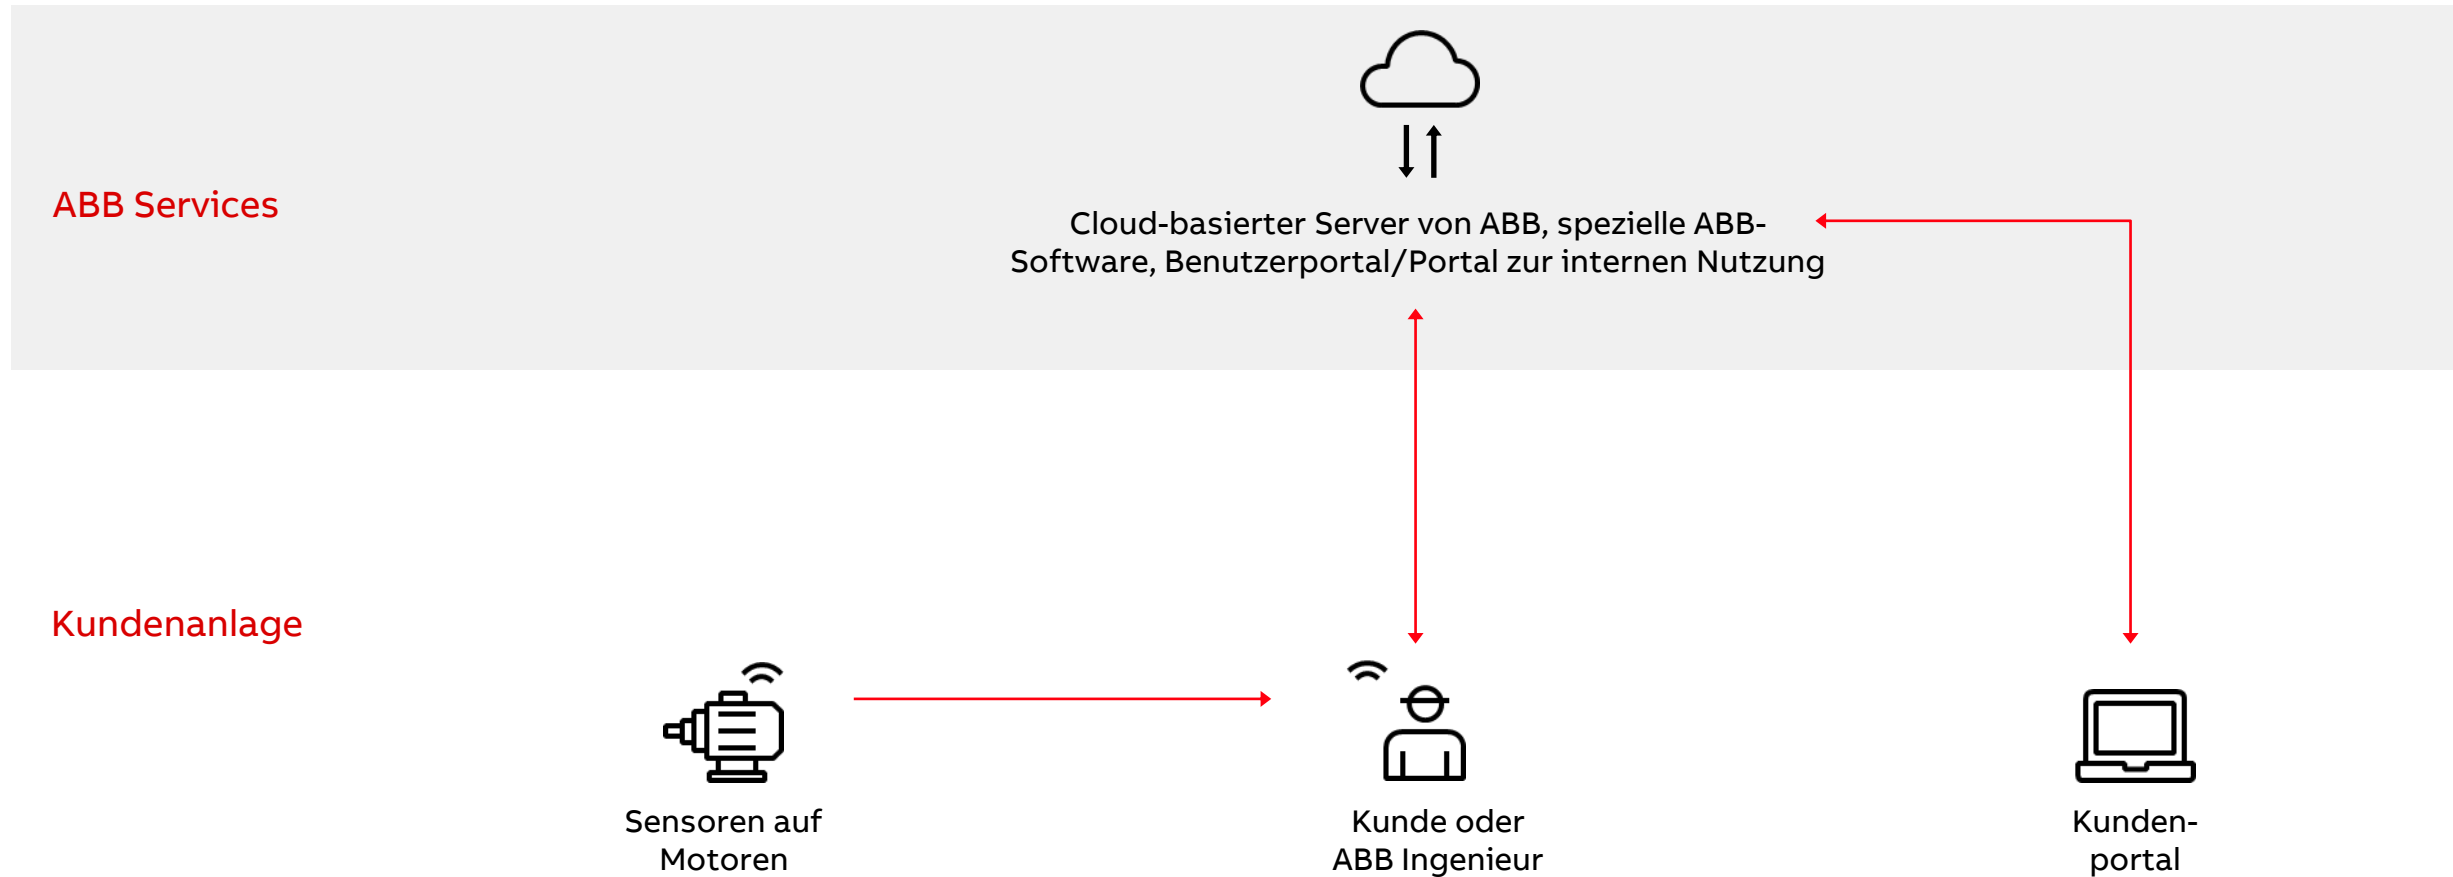 ABB Services
Cloud-basierter Server von ABB, spezielle ABB-
Software, Benutzerportal/Portal zur internen Nutzung
Kundenanlage
Sensoren auf
Motoren
Kunde oder
ABB Ingenieur
Kunden-
portal